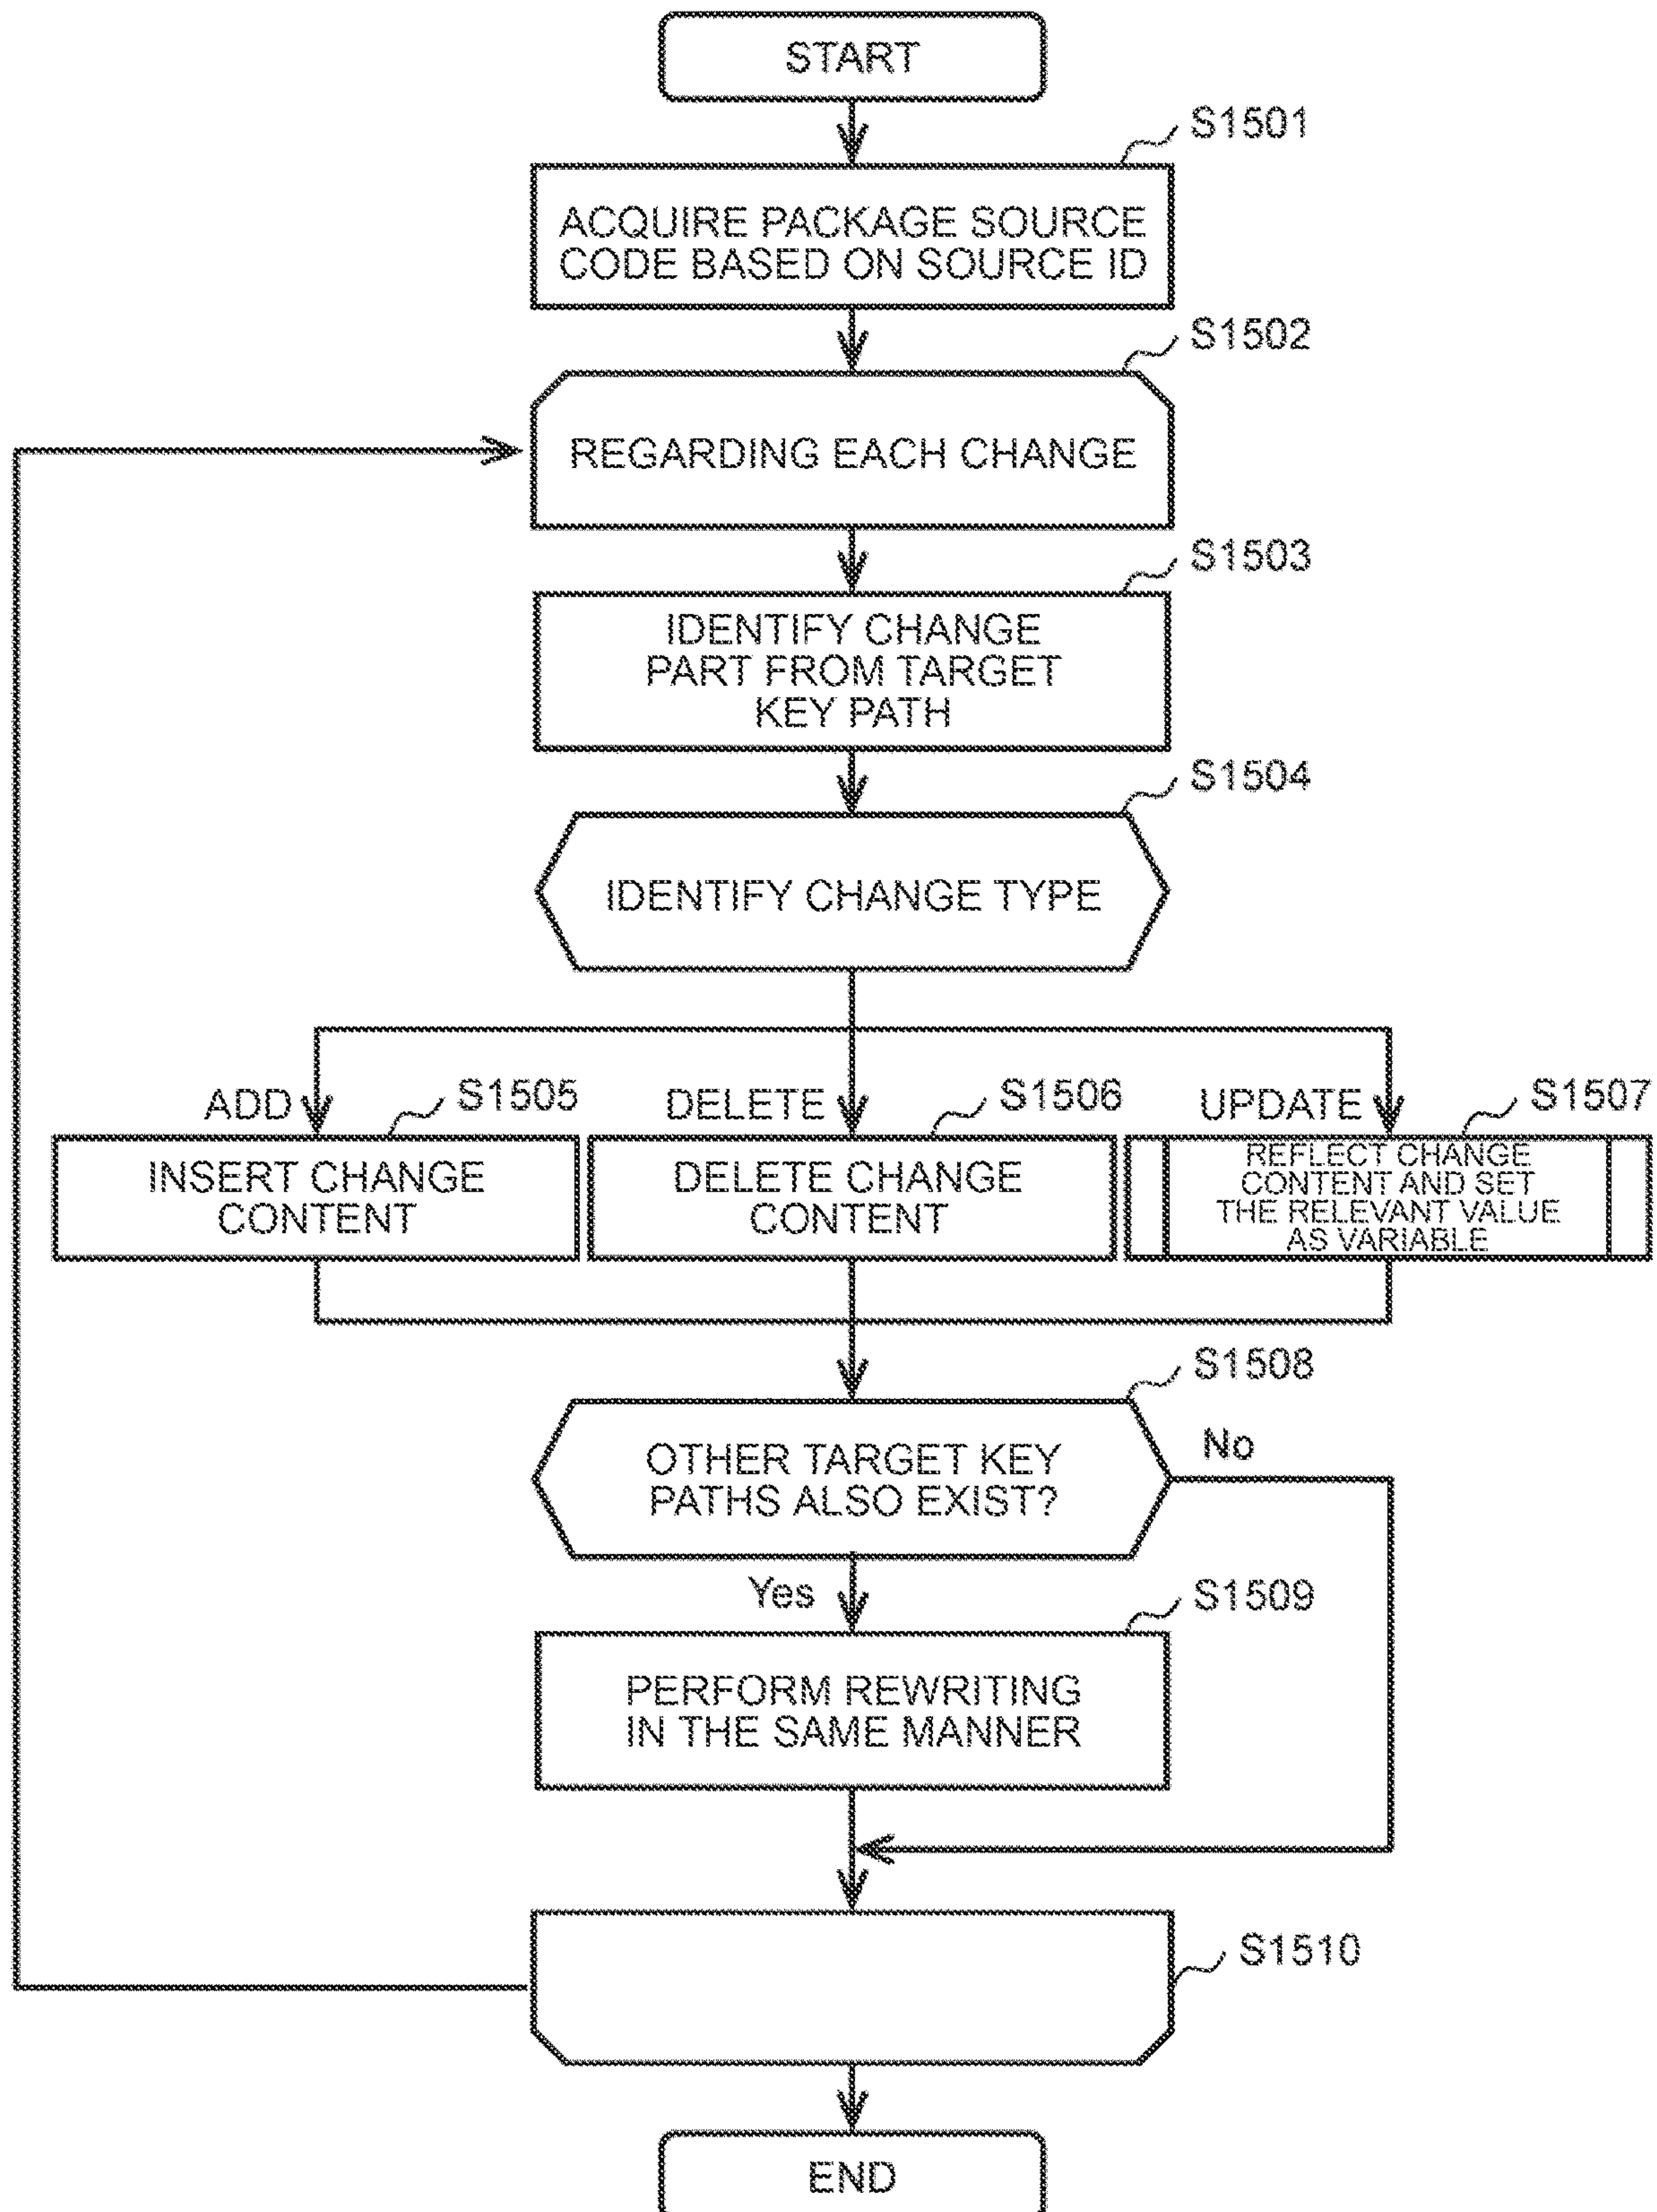 START
S1501
ACQUIRE PACKAGE SOURCE
CODE BASED ON SOURCE ID
S1502
REGARDING EACH CHANGE
S1503
IDENTIFY CHANGE
PART FROM TARGET
KEY PATH
S1504
IDENTIFY CHANGE TYPE
ADD
S1505
DELETE
S1506
UPDATE
S1507
INSERT CHANGE
CONTENT
DELETE CHANGE
CONTENT
REFLECT CHANGE
CONTENT AND SET
THE RELEVANT VALUE
AS VARIABLE
S1508
OTHER TARGET KEY
PATHS ALSO EXIST?
No
Yes
S1509
PERFORM REWRITING
IN THE SAME MANNER
S1510
END